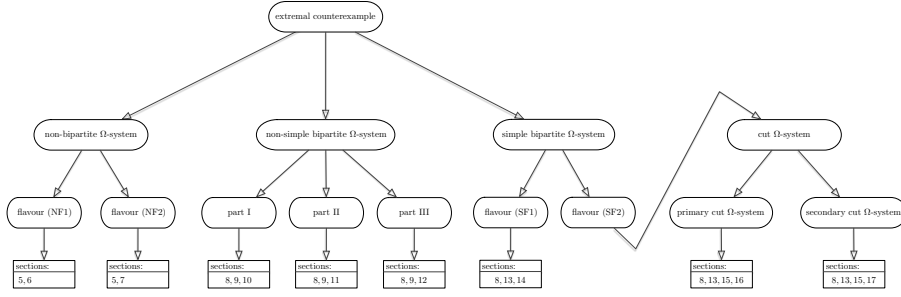 extremal counterexample
non-bipartite Ω-system
non-simple bipartite Ω-system
simple bipartite Ω-system
cut Ω-system
flavour (NF1)
flavour (NF2)
part I
part II
part III
flavour (SF1)
flavour (SF2)
primary cut Ω-system
secondary cut Ω-system
sections:
5, 6
sections:
5, 7
sections:
8, 9, 10
sections:
8, 9, 11
sections:
8, 9, 12
sections:
8, 13, 14
sections:
8, 13, 15, 16
sections:
8, 13, 15, 17